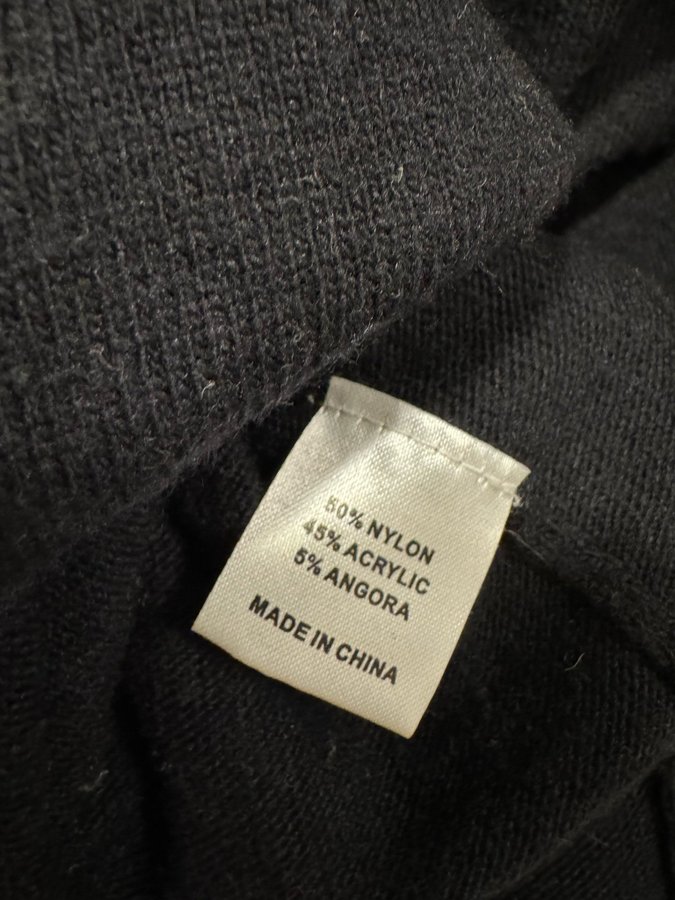 50% NYLON
45% ACRYLIC
5% ANGORA
MADE IN CHINA